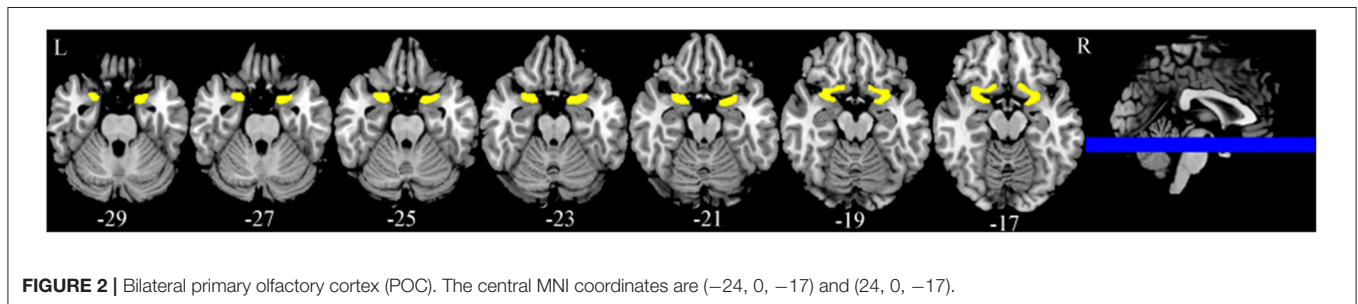 L R
-29 -27 -25 -23 -21 -19 -17
FIGURE 2 | Bilateral primary olfactory cortex (POC). The central MNI coordinates are (−24, 0, −17) and (24, 0, −17).